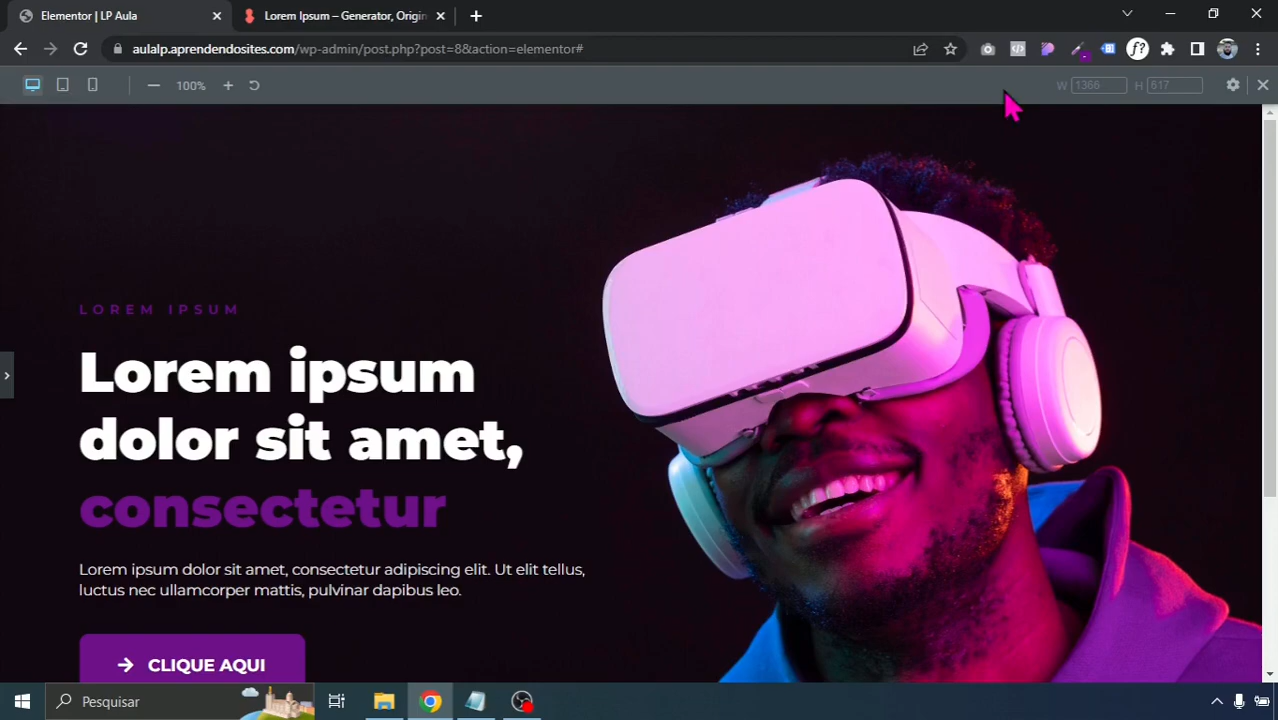 Elementor | LP Aula
Lorem Ipsum – Generator, Origin
aulalp.aprendendosites.com/wp-admin/post.php?post=8&action=elementor#
f?
100%
W 1366 H 617
LOREM IPSUM
Lorem ipsum
dolor sit amet,
consectetur
Lorem ipsum dolor sit amet, consectetur adipiscing elit. Ut elit tellus,
luctus nec ullamcorper mattis, pulvinar dapibus leo.
CLIQUE AQUI
Pesquisar